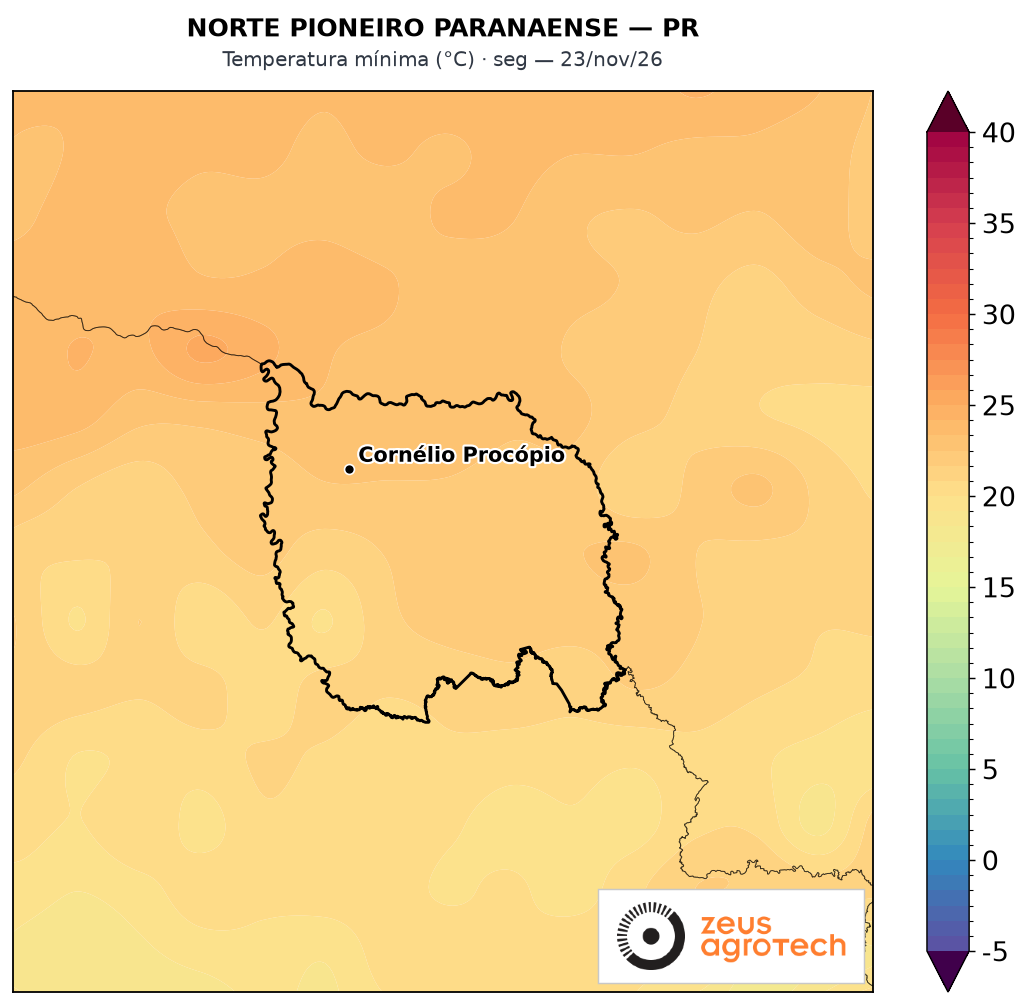 NORTE PIONEIRO PARANAENSE — PR
Temperatura mínima (°C) · seg — 23/nov/26
Cornélio Procópio
40
35
30
25
20
15
10
5
0
-5
zeus
agrotech